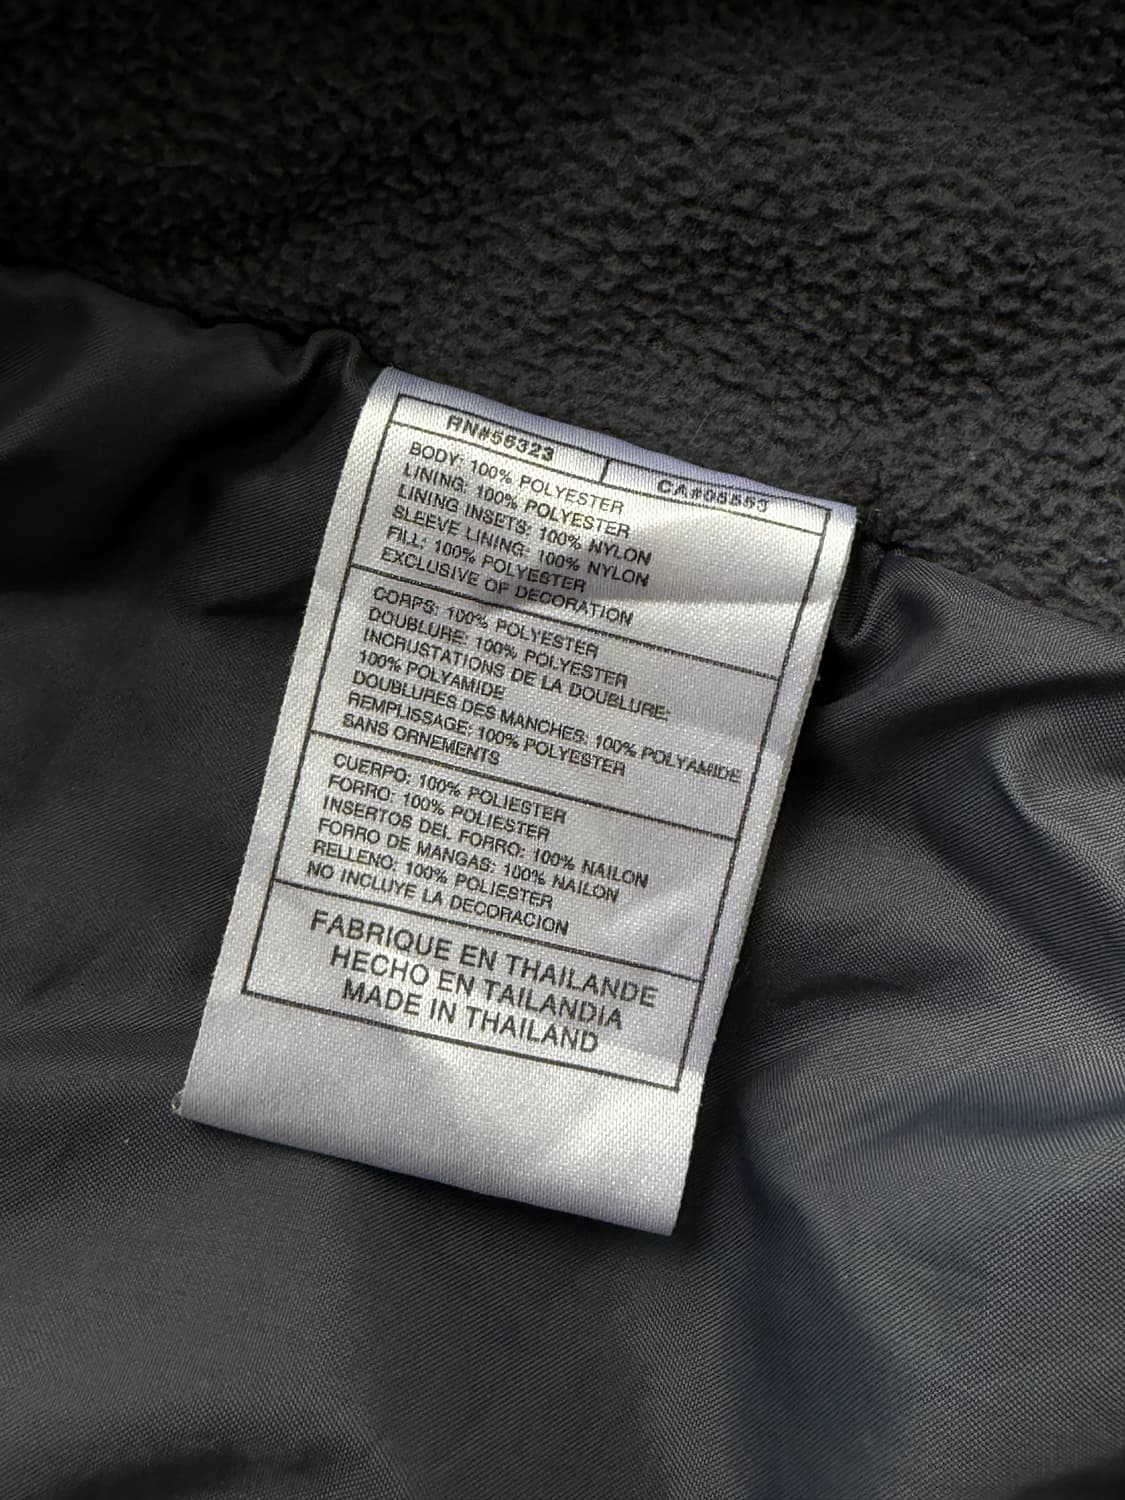 RN#56323
CA#05553
BODY: 100% POLYESTER
LINING: 100% POLYESTER
LINING INSETS: 100% NYLON
SLEEVE LINING: 100% NYLON
FILL: 100% POLYESTER
EXCLUSIVE OF DECORATION
CORPS: 100% POLYESTER
DOUBLURE: 100% POLYESTER
INCRUSTATIONS DE LA DOUBLURE:
100% POLYAMIDE
DOUBLURES DES MANCHES: 100% POLYAMIDE
REMPLISSAGE: 100% POLYESTER
SANS ORNEMENTS
CUERPO: 100% POLIESTER
FORRO: 100% POLIESTER
INSERTOS DEL FORRO: 100% NAILON
FORRO DE MANGAS: 100% NAILON
RELLENO: 100% POLIESTER
NO INCLUYE LA DECORACION
FABRIQUE EN THAILANDE
HECHO EN TAILANDIA
MADE IN THAILAND